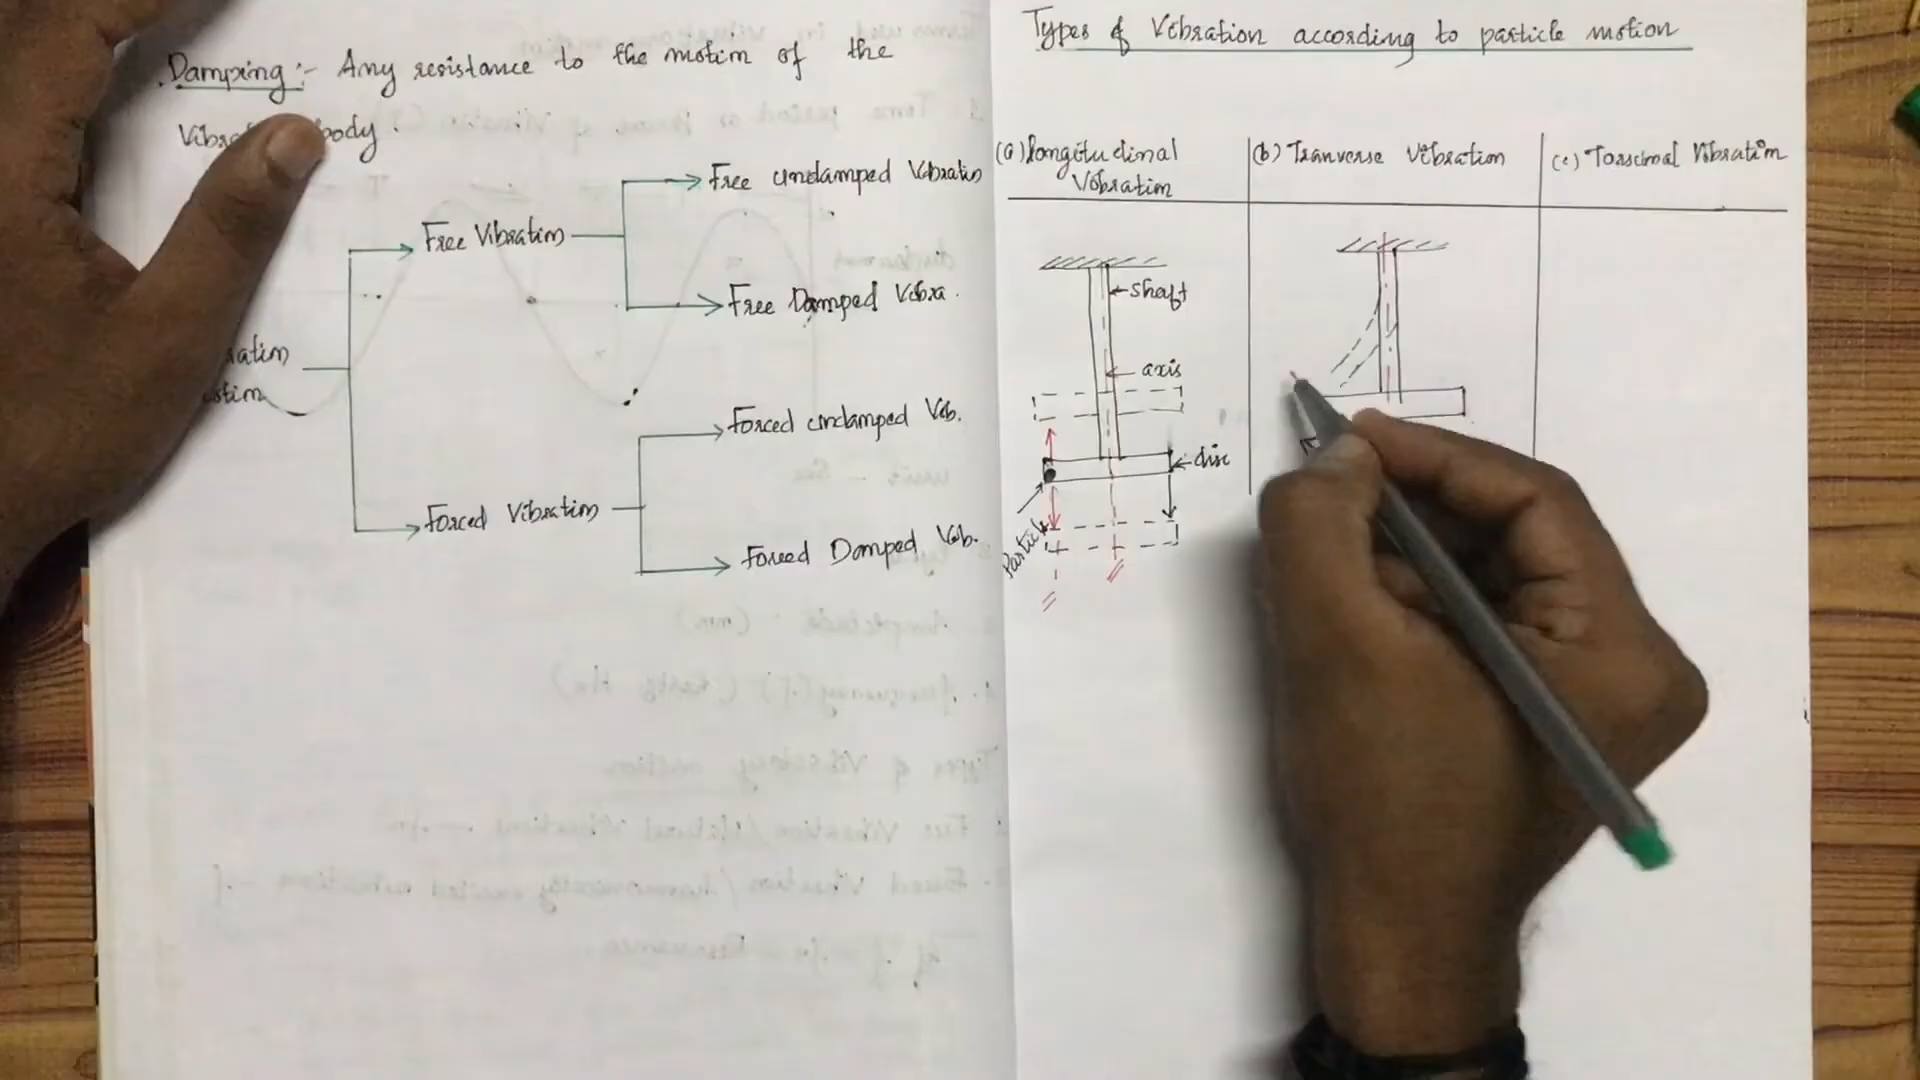 Damping :- Any resistance to the motion of the
body.
Free Vibration
Free undamped Vibration
Free Damped Vibra.
Forced Vibration
Forced undamped Vib.
Forced Damped Vib.
Types of Vibration according to particle motion
(a) Longitudinal
Vibration
(b) Tranverse Vibration
(c) Torsional Vibration
shaft
axis
disc
Particle